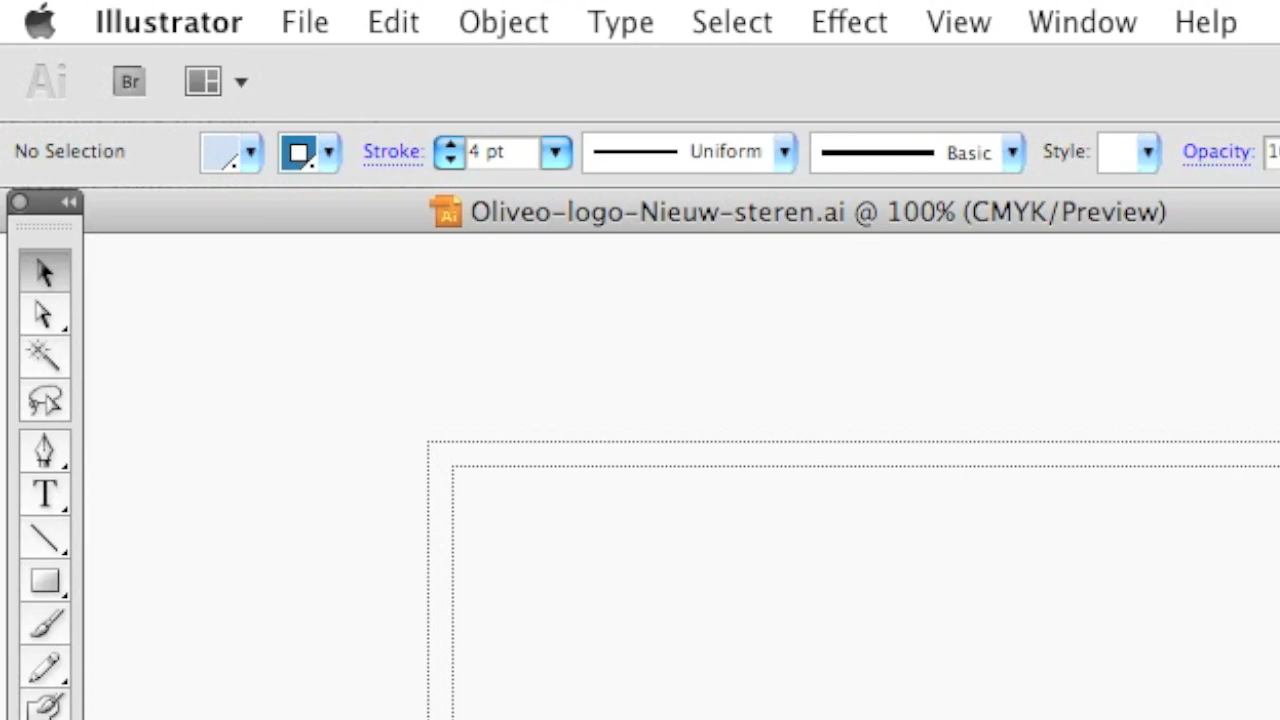 Illustrator File Edit Object Type Select Effect View Window Help
Ai Br
No Selection Stroke: 4 pt Uniform Basic Style: Opacity:
Ai Oliveo-logo-Nieuw-steren.ai @ 100% (CMYK/Preview)
T